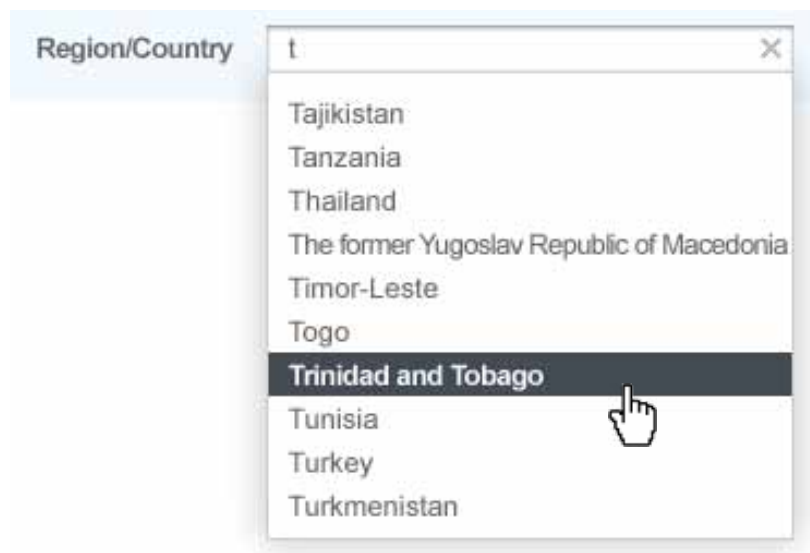 Region/Country t
Tajikistan
Tanzania
Thailand
The former Yugoslav Republic of Macedonia
Timor-Leste
Togo
Trinidad and Tobago
Tunisia
Turkey
Turkmenistan